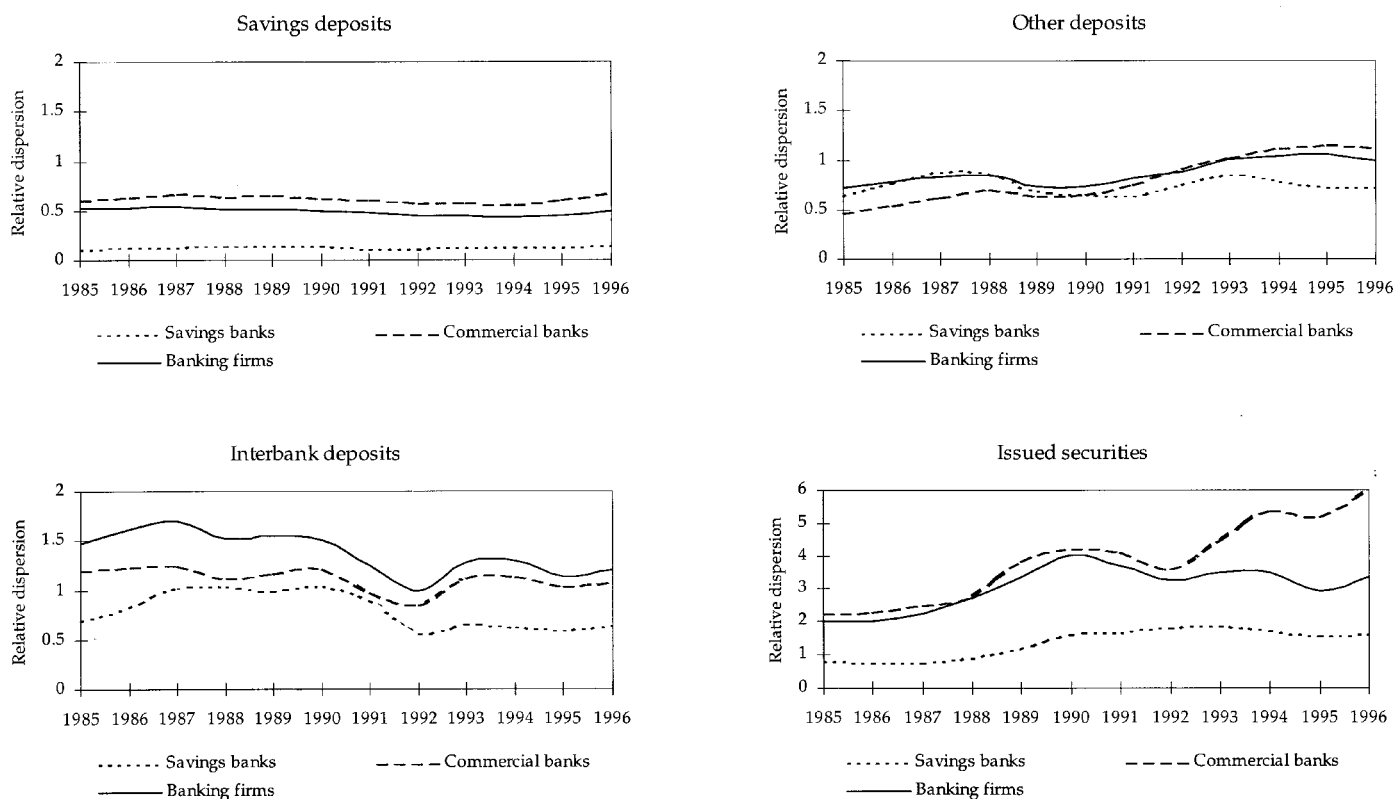 Savings deposits
Relative dispersion
2
1.5
1
0.5
0
1985 1986 1987 1988 1989 1990 1991 1992 1993 1994 1995 1996
Savings banks Commercial banks
Banking firms
Other deposits
Relative dispersion
2
1.5
1
0.5
0
1985 1986 1987 1988 1989 1990 1991 1992 1993 1994 1995 1996
Savings banks Commercial banks
Banking firms
Interbank deposits
Relative dispersion
2
1.5
1
0.5
0
1985 1986 1987 1988 1989 1990 1991 1992 1993 1994 1995 1996
Savings banks Commercial banks
Banking firms
Issued securities
Relative dispersion
6
5
4
3
2
1
0
1985 1986 1987 1988 1989 1990 1991 1992 1993 1994 1995 1996
Savings banks Commercial banks
Banking firms